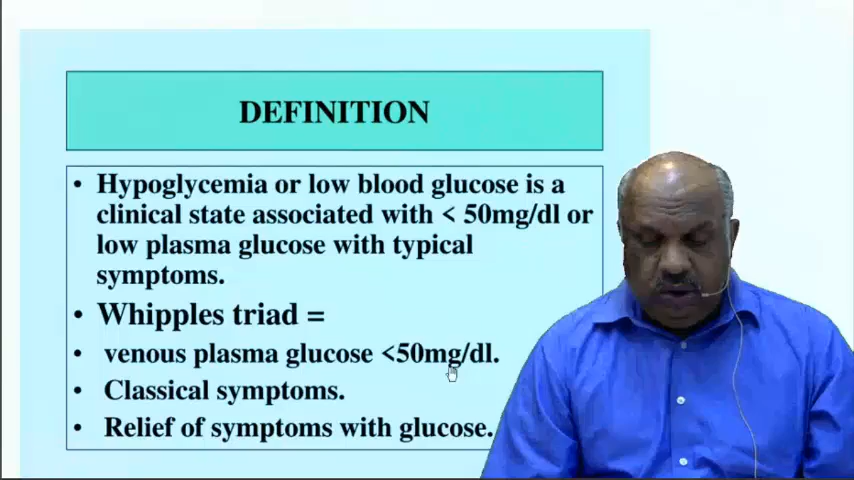 DEFINITION
• Hypoglycemia or low blood glucose is a
clinical state associated with < 50mg/dl or
low plasma glucose with typical
symptoms.
• Whipples triad =
• venous plasma glucose <50mg/dl.
• Classical symptoms.
• Relief of symptoms with glucose.